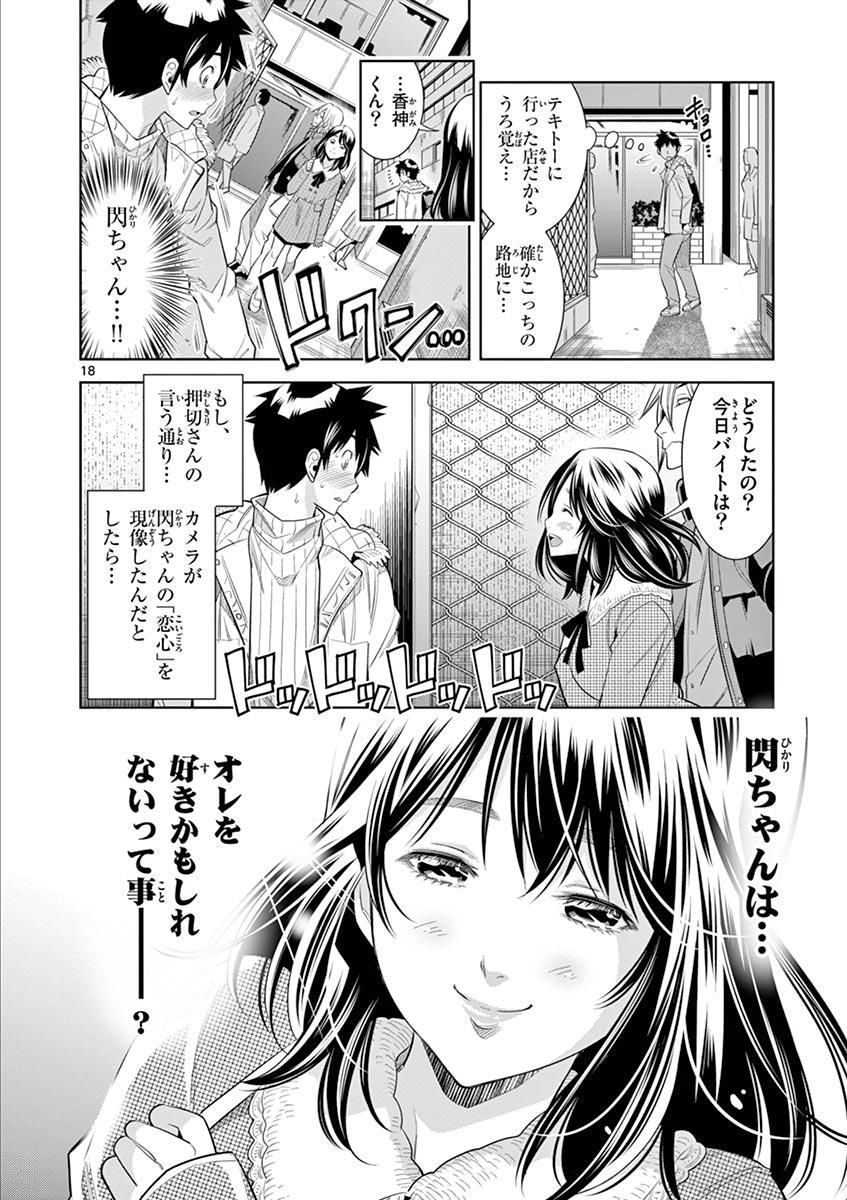 キョロ…
テキトーに
行った店だから
うろ覚え…
確かこっちの
路地に…
…香神
くん？
閃ちゃん…!!
ドクン…
18
どうしたの？
今日バイトは？
もし、
押切さんの
言う通り…
カメラが
閃ちゃんの「恋心」を
現像したんだと
したら…
ドッドッドッドッ
閃ちゃんは…
オレを
好きかもしれ
ないって事
――？